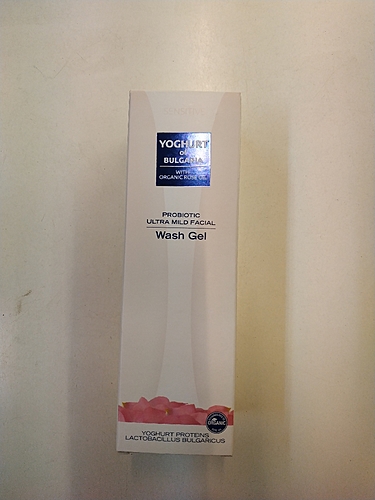 YOGHURT
OF
BULGARIA
WITH
ORGANIC ROSE OIL
PROBIOTIC
ULTRA MILD FACIAL
Wash Gel
ORGANIC
YOGHURT PROTEINS
LACTOBACILLUS BULGARICUS